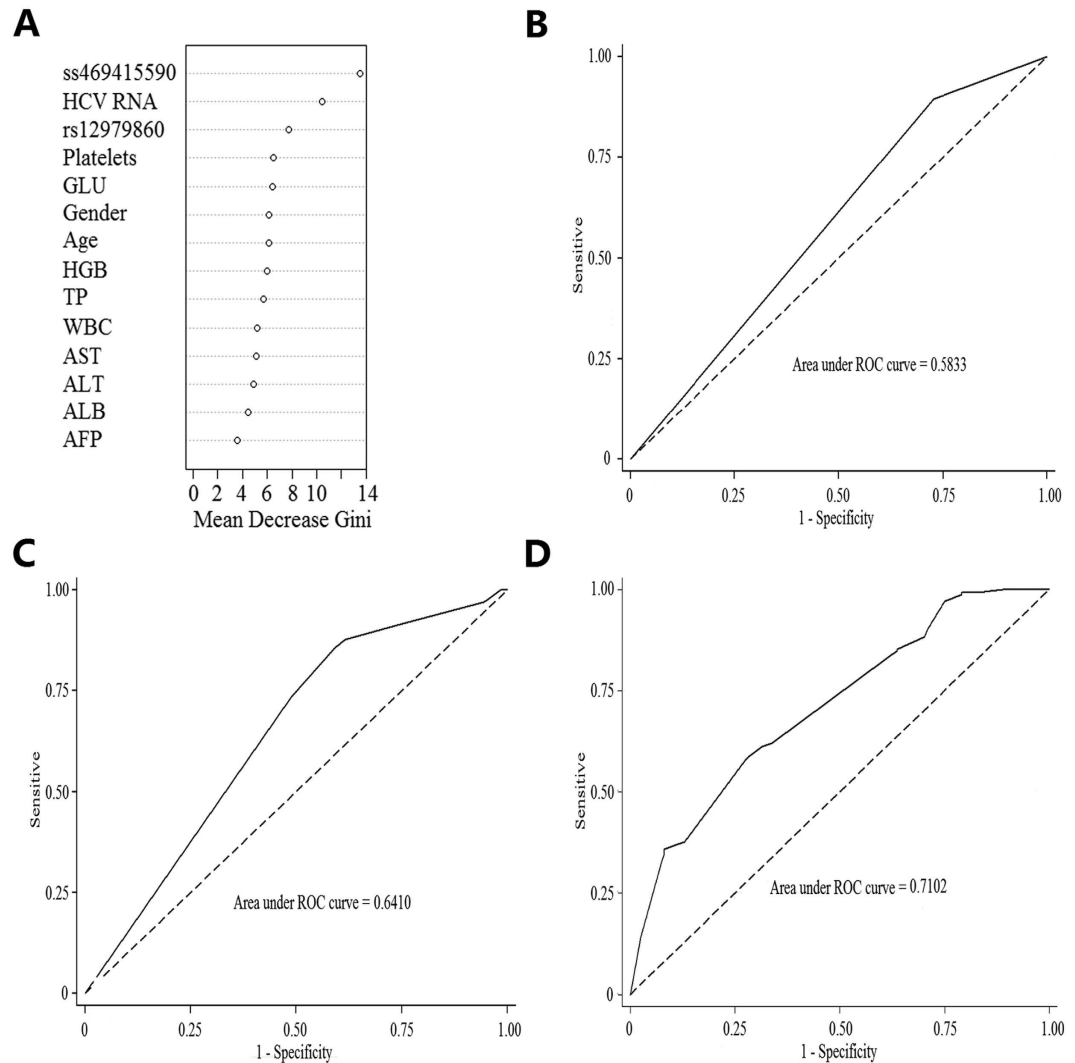 A
ss469415590
HCV RNA
rs12979860
Platelets
GLU
Gender
Age
HGB
TP
WBC
AST
ALT
ALB
AFP
0 2 4 6 8 10 14
Mean Decrease Gini
B
1.00
0.75
0.50
0.25
0
Sensitive
Area under ROC curve = 0.5833
0 0.25 0.50 0.75 1.00
1 - Specificity
C
1.00
0.75
0.50
0.25
0
Sensitive
Area under ROC curve = 0.6410
0 0.25 0.50 0.75 1.00
1 - Specificity
D
1.00
0.75
0.50
0.25
0
Sensitive
Area under ROC curve = 0.7102
0 0.25 0.50 0.75 1.00
1 - Specificity